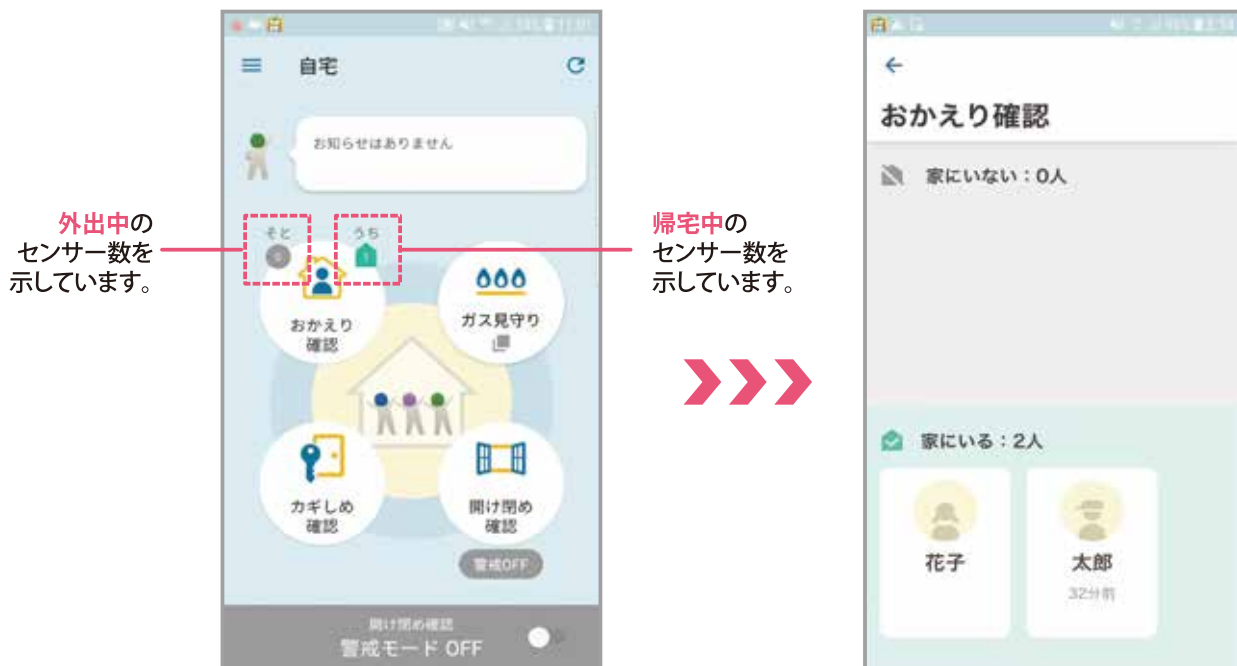 自宅
お知らせはありません
外出中の
センサー数を
示しています。
そと
うち
1
帰宅中の
センサー数を
示しています。
おかえり
確認
ガス見守り
カギしめ
確認
開け閉め
確認
警戒OFF
開け閉め確認
警戒モード OFF
おかえり確認
家にいない:0人
家にいる:2人
花子
太郎
32分前